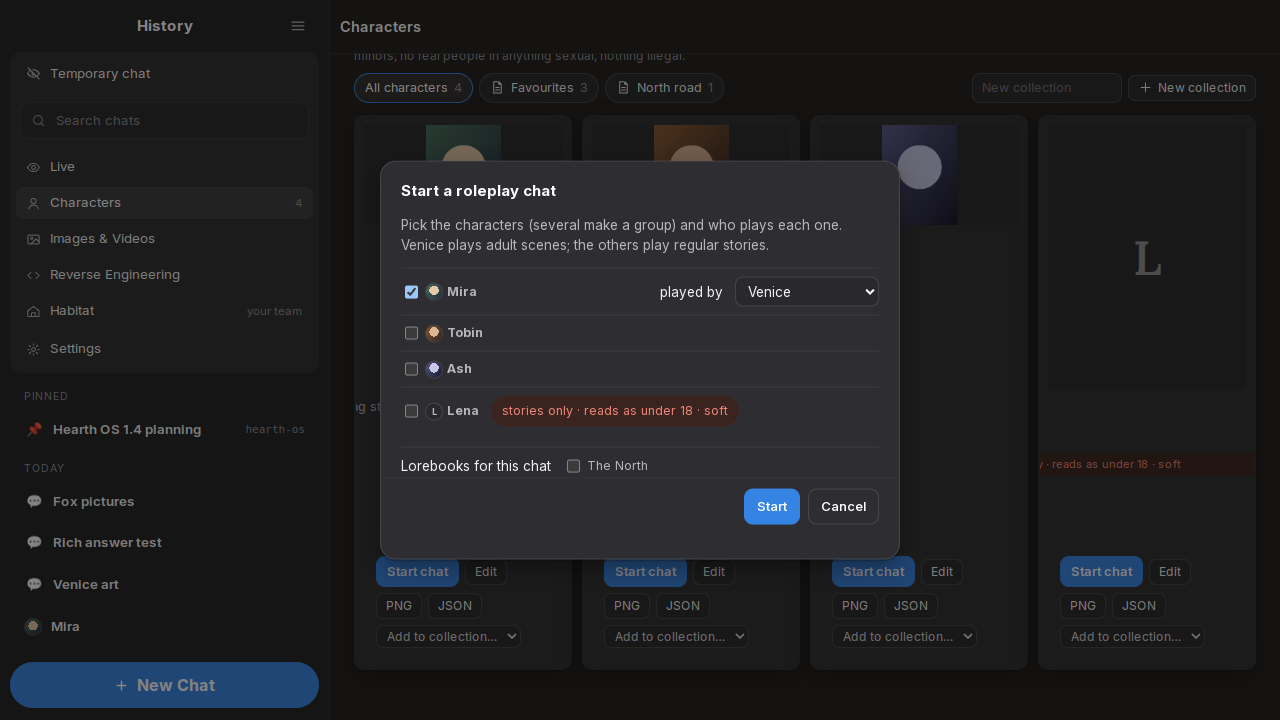 History
Temporary chat
Search chats
Live
Characters 4
Images & Videos
Reverse Engineering
Habitat your team
Settings
PINNED
Hearth OS 1.4 planning hearth-os
TODAY
Fox pictures
Rich answer test
Venice art
Mira
+ New Chat
Characters
minors, no real people in anything sexual, nothing illegal.
All characters 4
Favourites 3
North road 1
New collection
+ New collection
L
Start a roleplay chat
Pick the characters (several make a group) and who plays each one.
Venice plays adult scenes; the others play regular stories.
Mira played by Venice
Tobin
Ash
L Lena stories only · reads as under 18 · soft
Lorebooks for this chat The North
Start Cancel
· reads as under 18 · soft
Start chat Edit
PNG JSON
Add to collection...
Start chat Edit
PNG JSON
Add to collection...
Start chat Edit
PNG JSON
Add to collection...
Start chat Edit
PNG JSON
Add to collection...